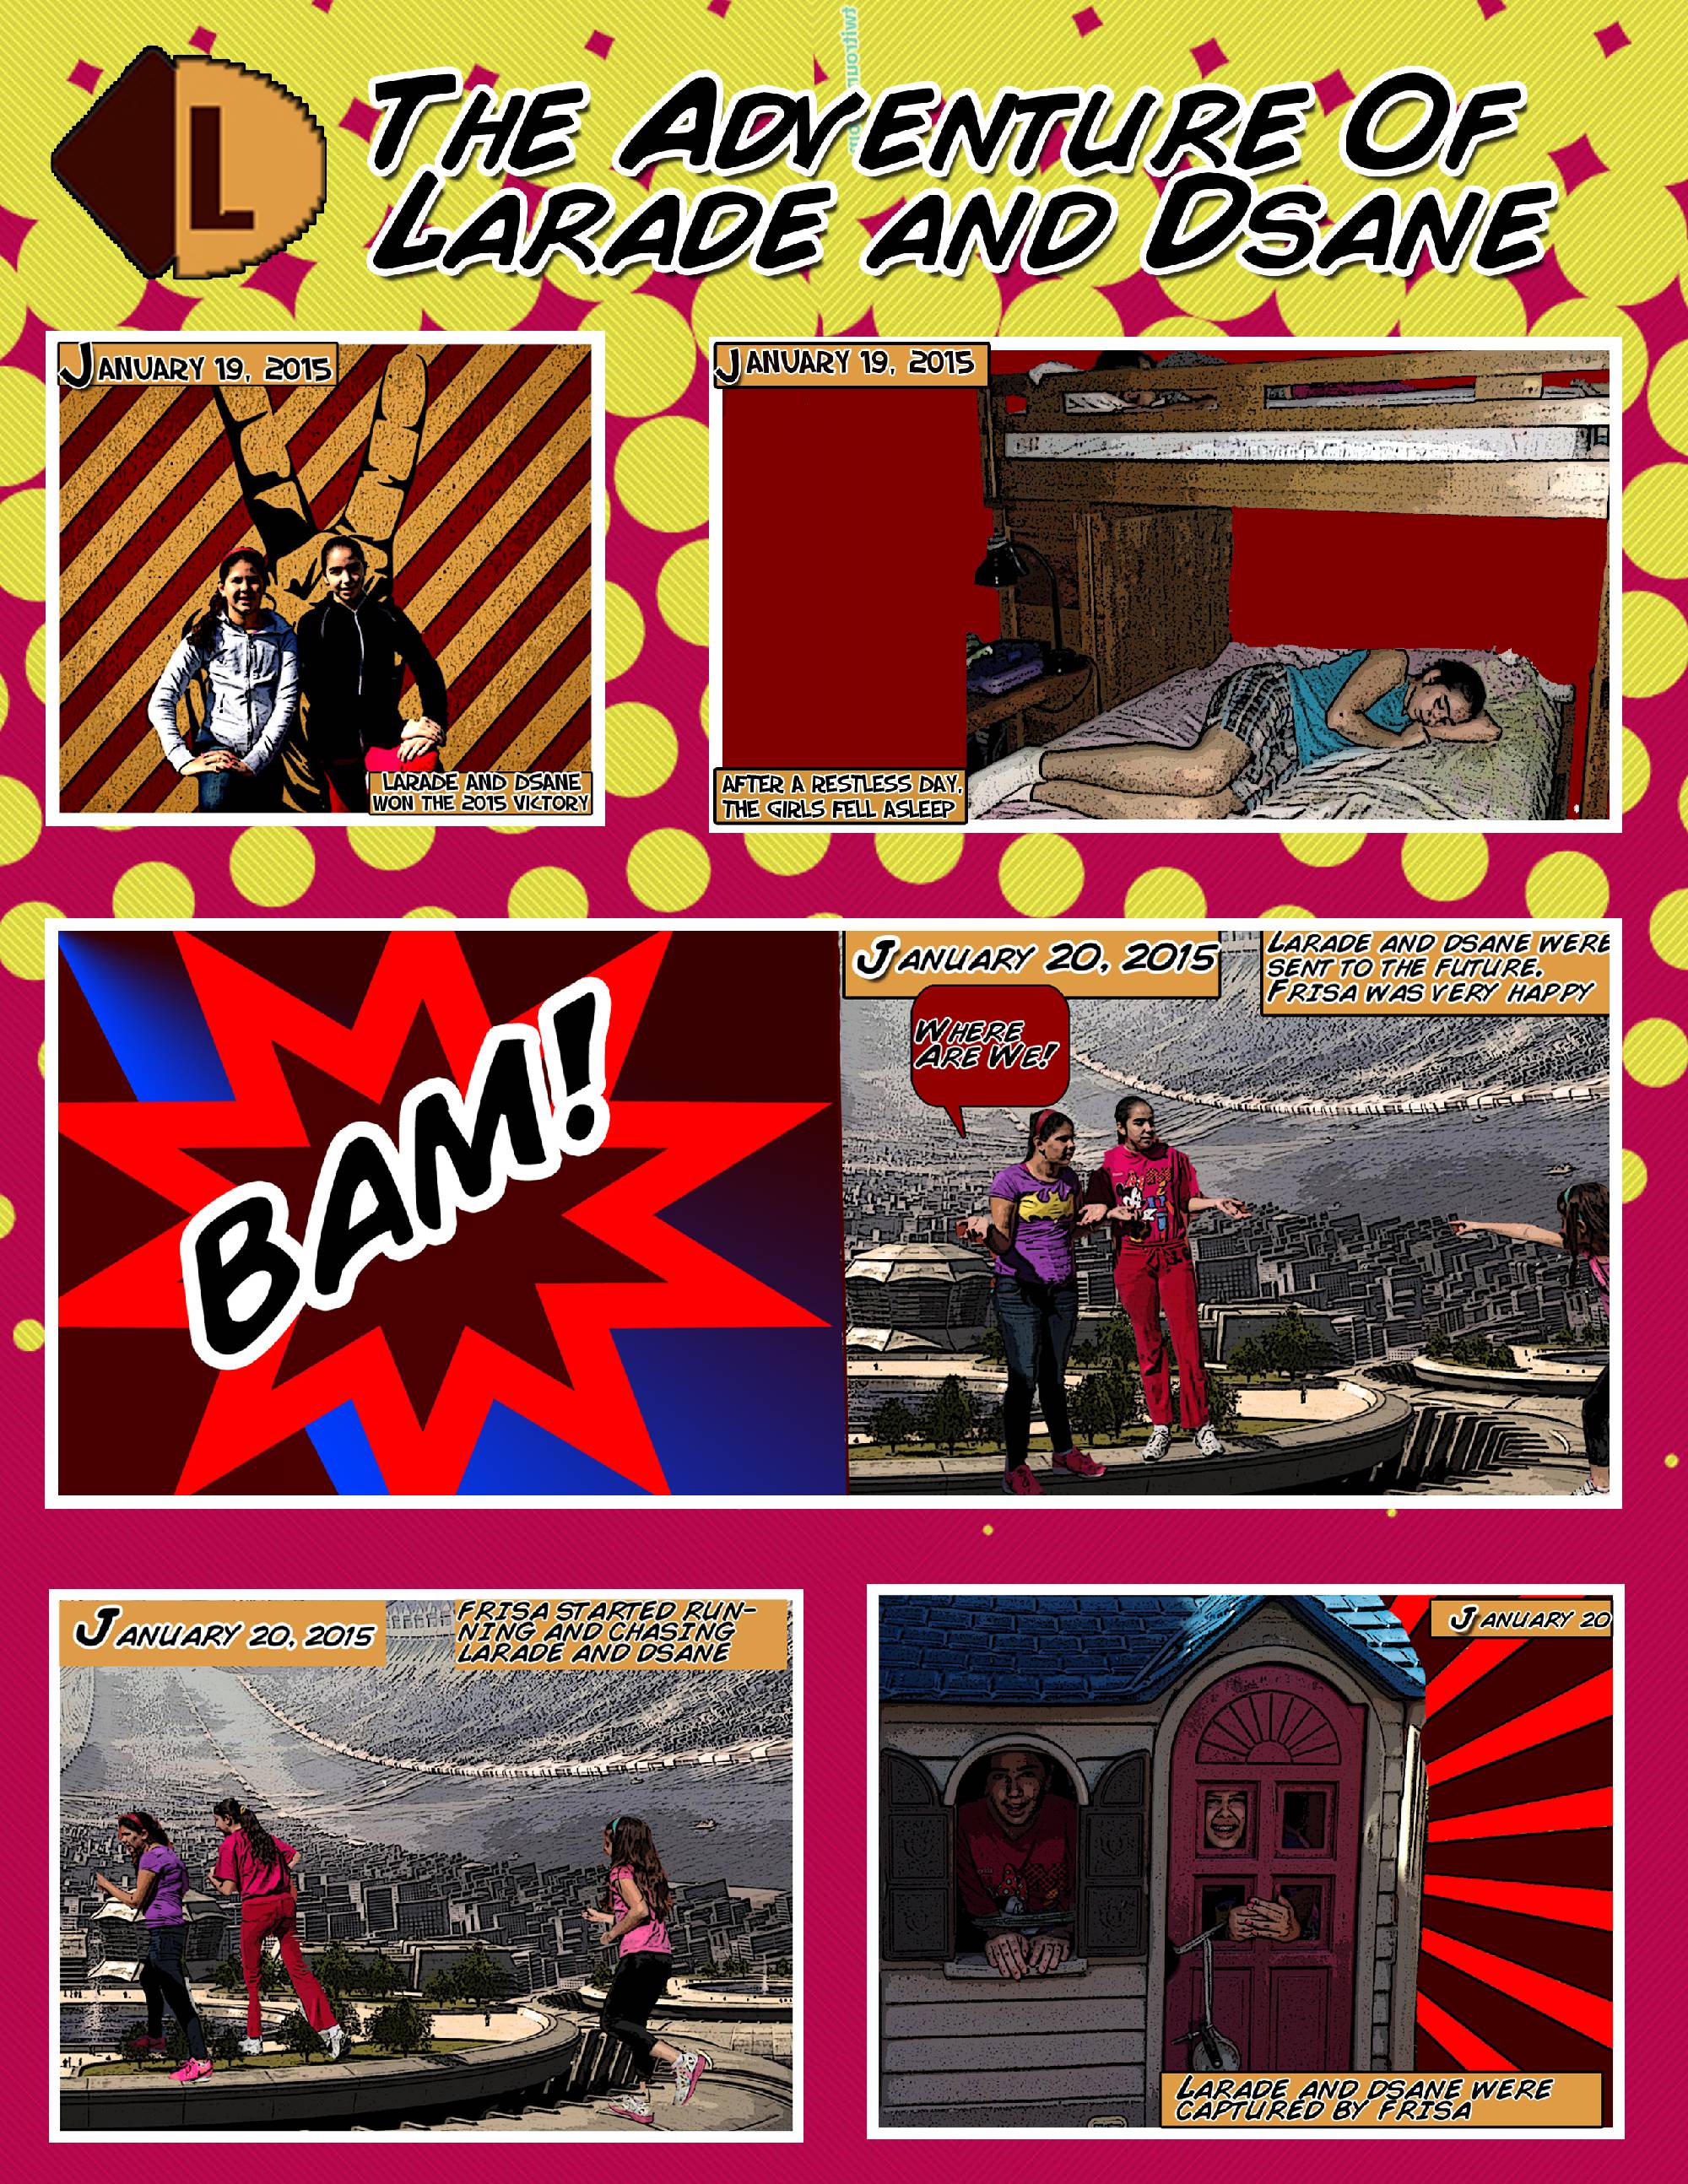 L
THE ADVENTURE OF
LARADE AND DSANE
JANUARY 19, 2015
LARADE AND DSANE
WON THE 2015 VICTORY
JANUARY 19, 2015
AFTER A RESTLESS DAY,
THE GIRLS FELL ASLEEP
BAM!
JANUARY 20, 2015
LARADE AND DSANE WERE
SENT TO THE FUTURE.
FRISA WAS VERY HAPPY
WHERE
ARE WE!
JANUARY 20, 2015
FRISA STARTED RUN-
NING AND CHASING
LARADE AND DSANE
JANUARY 20
LARADE AND DSANE WERE
CAPTURED BY FRISA